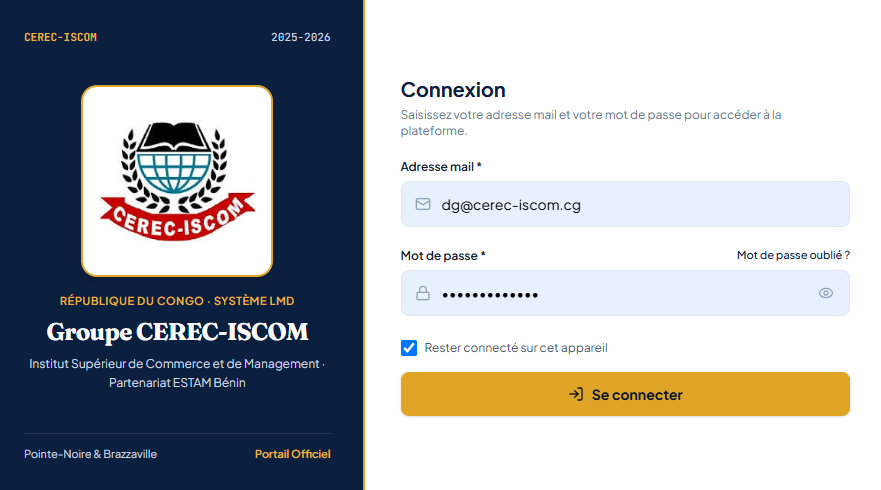 CEREC-ISCOM
2025-2026
CEREC-ISCOM
RÉPUBLIQUE DU CONGO · SYSTÈME LMD
Groupe CEREC-ISCOM
Institut Supérieur de Commerce et de Management ·
Partenariat ESTAM Bénin
Pointe-Noire & Brazzaville
Portail Officiel
Connexion
Saisissez votre adresse mail et votre mot de passe pour accéder à la
plateforme.
Adresse mail *
dg@cerec-iscom.cg
Mot de passe *
Mot de passe oublié ?
•••••••••••••
Rester connecté sur cet appareil
Se connecter